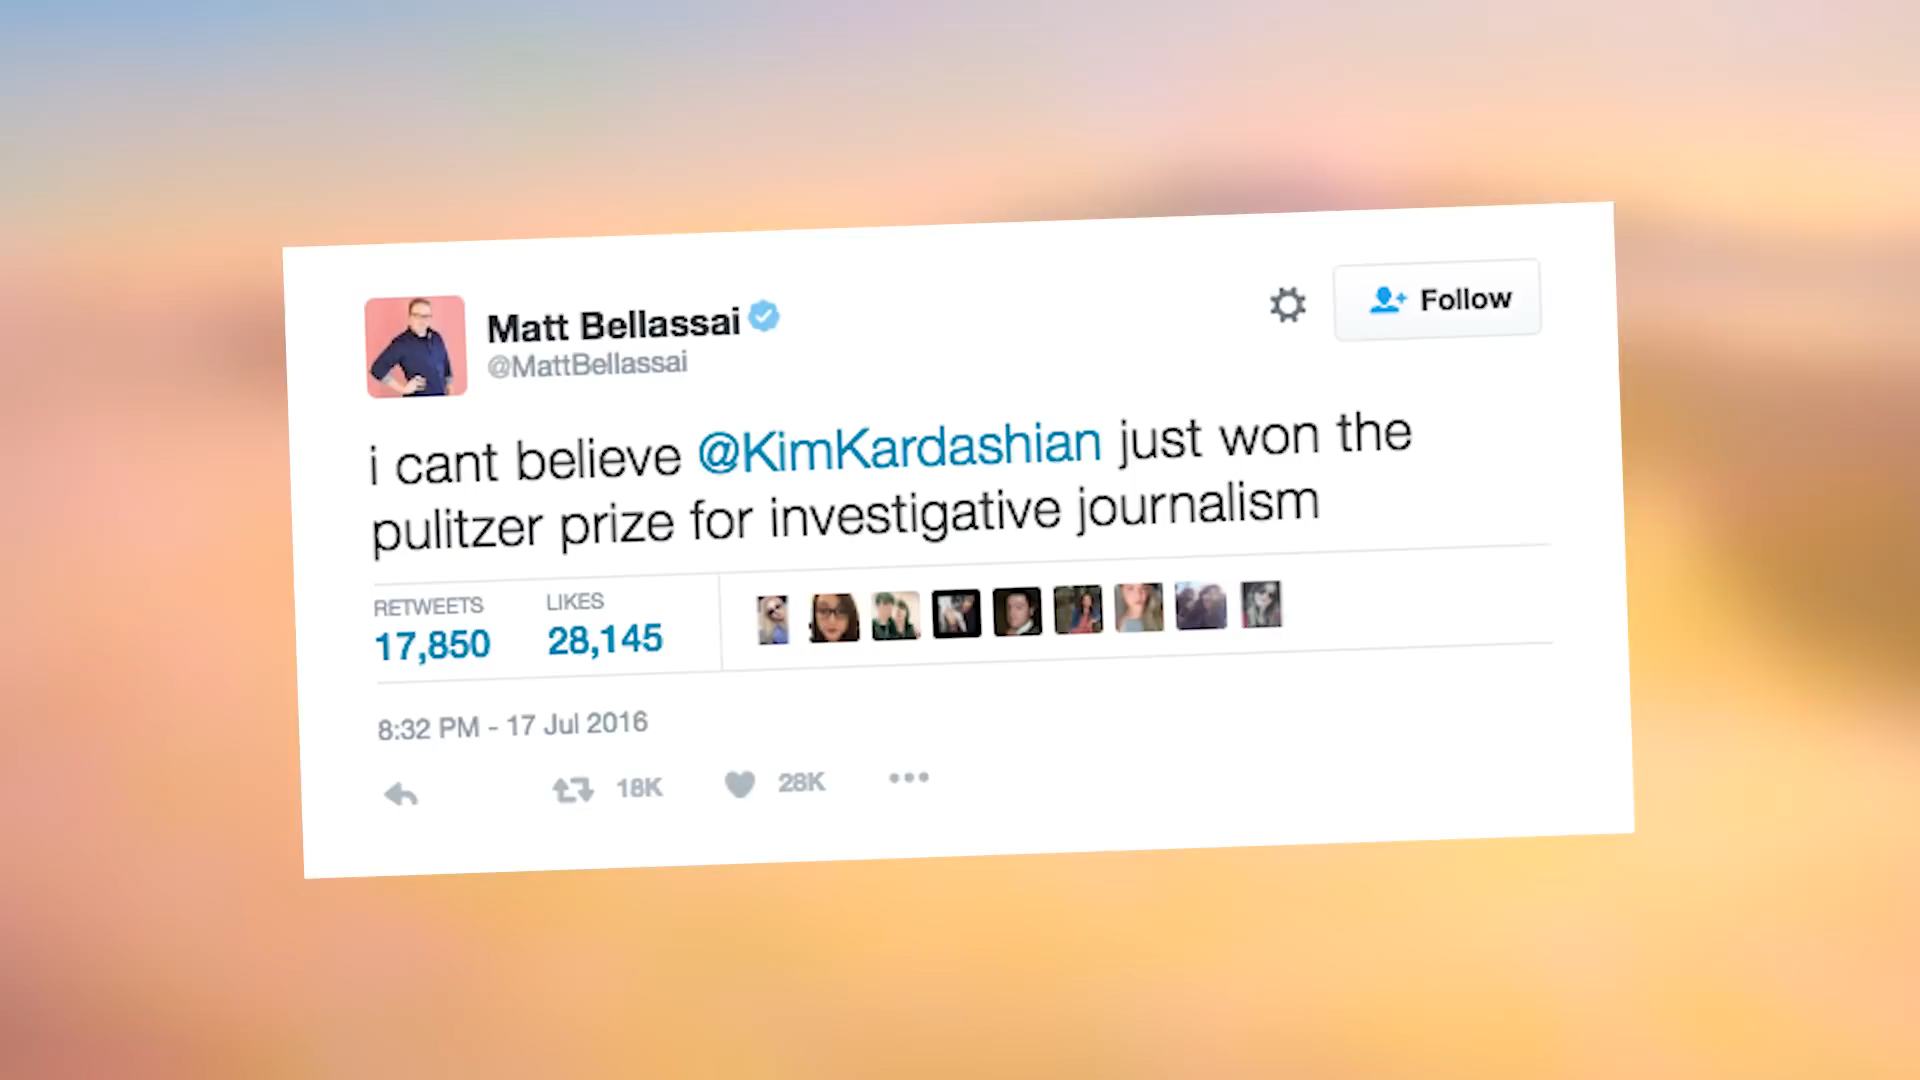 Matt Bellassai
@MattBellassai
Follow
i cant believe @KimKardashian just won the
pulitzer prize for investigative journalism
RETWEETS LIKES
17,850 28,145
8:32 PM - 17 Jul 2016
18K 28K